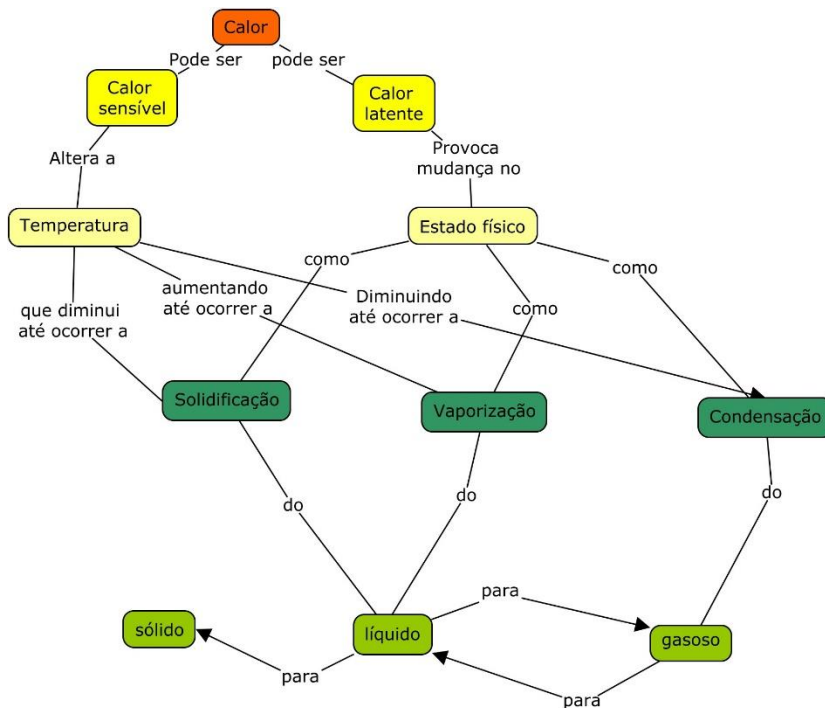 Calor
Pode ser
pode ser
Calor
sensível
Calor
latente
Altera a
Provoca
mudança no
Temperatura
Estado físico
como
como
aumentando
até ocorrer a
Diminuindo
até ocorrer a
que diminui
até ocorrer a
como
Solidificação
Vaporização
Condensação
do
do
do
para
sólido
líquido
gasoso
para
para